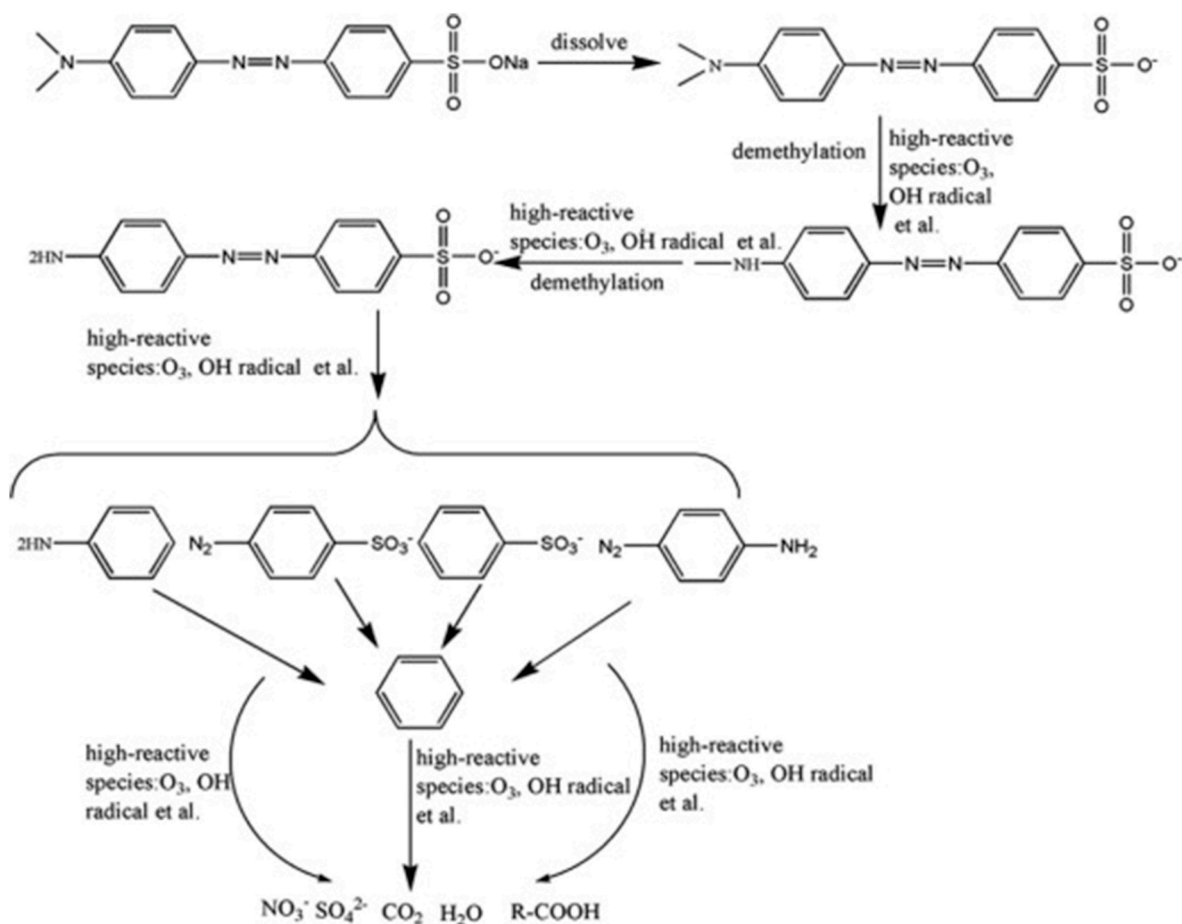 N N=N S O O ONa
dissolve
N N=N S O O O-
demethylation
high-reactive
species:O3,
OH radical
et al.
2HN N=N S O O O-
high-reactive
species:O3, OH radical et al.
demethylation
NH N=N S O O O-
high-reactive
species:O3, OH radical et al.
2HN
N2 SO3-
SO3-
N2 NH2
high-reactive
species:O3, OH
radical et al.
high-reactive
species:O3, OH radical
et al.
high-reactive
species:O3, OH radical
et al.
NO3- SO42- CO2 H2O R-COOH